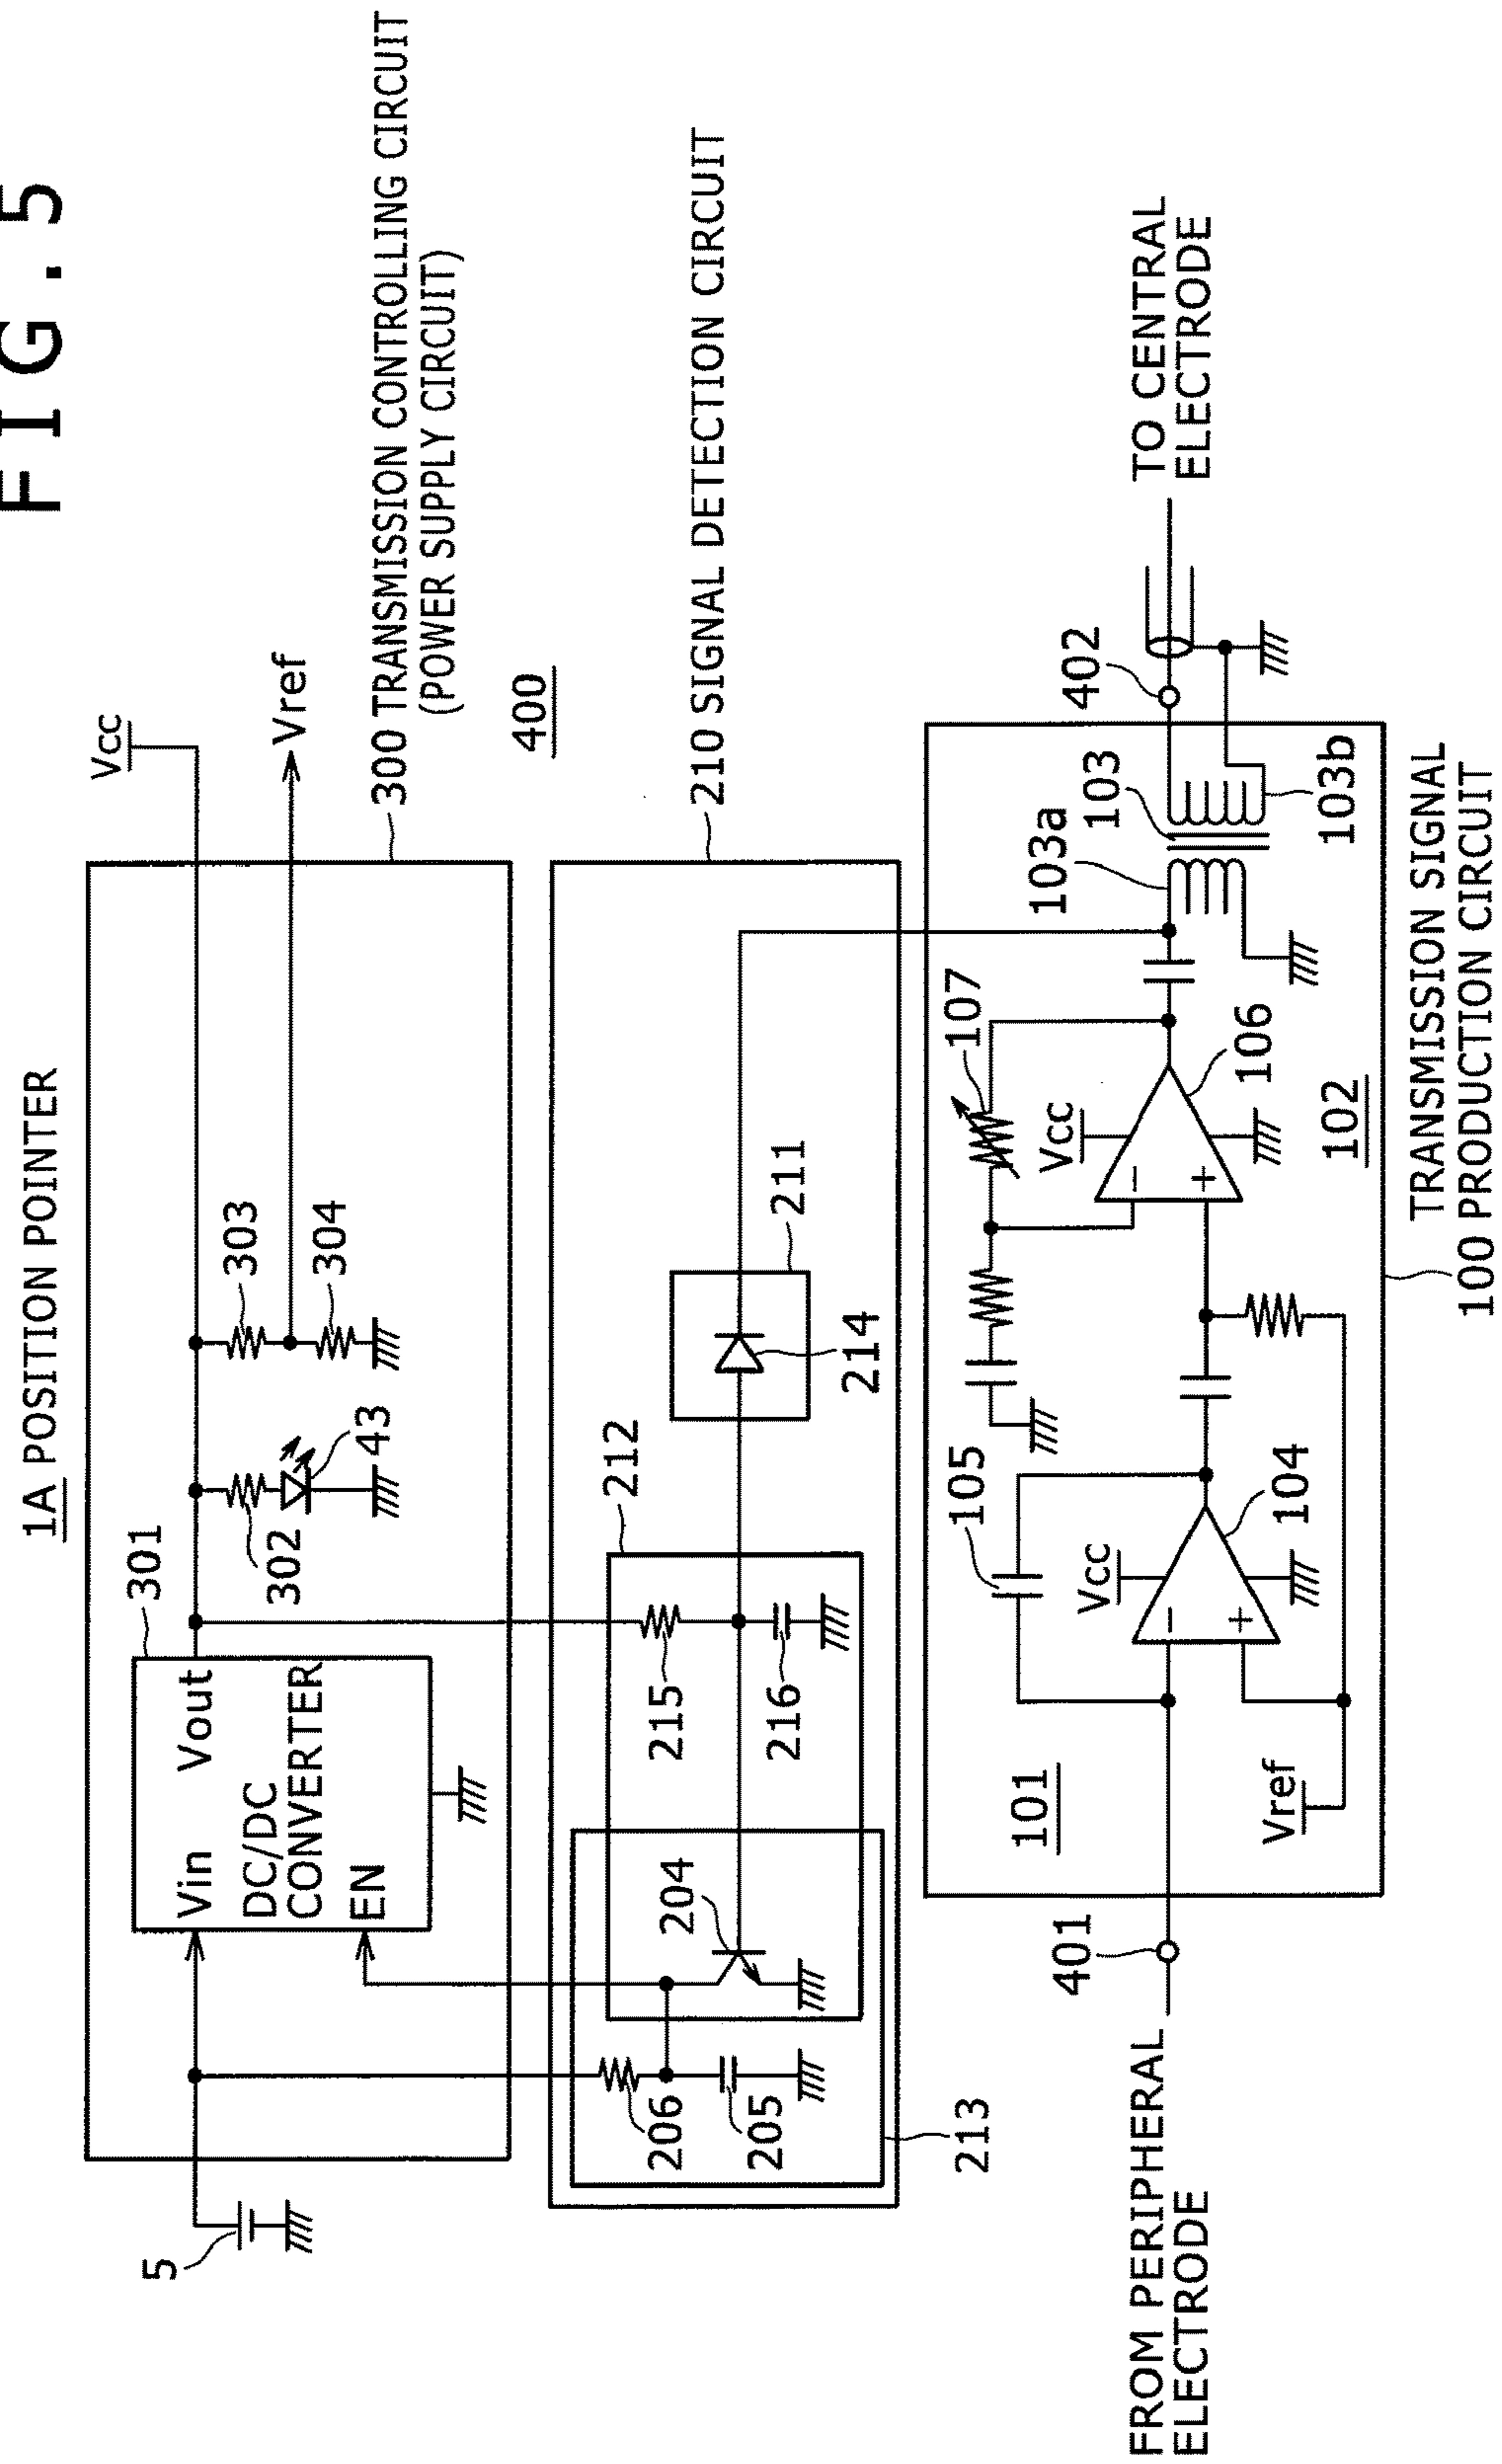 FIG.5
1A POSITION POINTER
Vcc
Vref
301
Vin
Vout
DC/DC
CONVERTER
EN
302
43
303
304
5
300 TRANSMISSION CONTROLLING CIRCUIT
(POWER SUPPLY CIRCUIT)
400
210 SIGNAL DETECTION CIRCUIT
212
211
214
215
216
204
206
205
213
FROM PERIPHERAL
ELECTRODE
401
101
Vref
105
Vcc
-
+
104
107
Vcc
-
+
106
102
103a
103
103b
402
TO CENTRAL
ELECTRODE
TRANSMISSION SIGNAL
100 PRODUCTION CIRCUIT